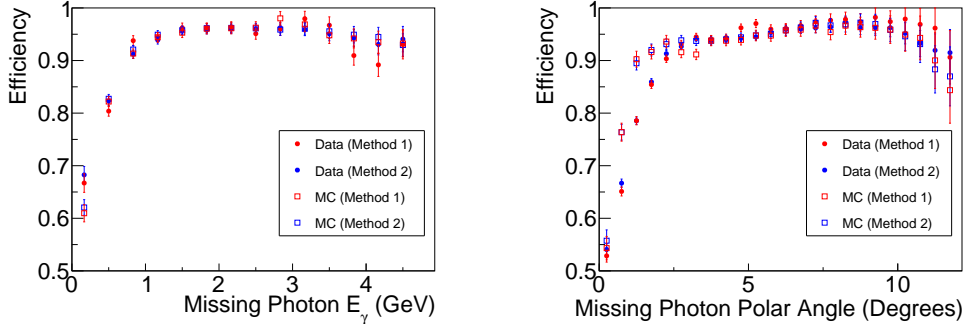 Efficiency
1
0.9
0.8
0.7
0.6
0.5
0
1
2
3
4
Data (Method 1)
Data (Method 2)
MC (Method 1)
MC (Method 2)
Missing Photon Eγ (GeV)
Efficiency
1
0.9
0.8
0.7
0.6
0.5
0
5
10
Data (Method 1)
Data (Method 2)
MC (Method 1)
MC (Method 2)
Missing Photon Polar Angle (Degrees)